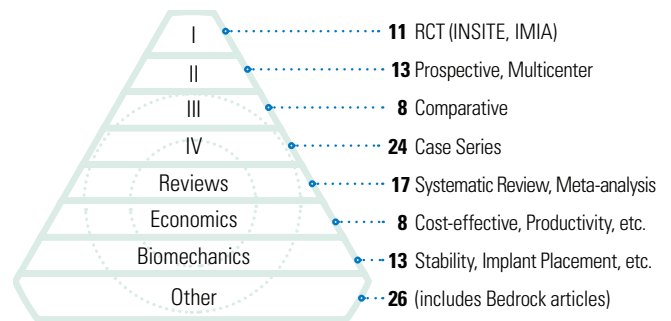 I 11 RCT (INSITE, IMIA)
II 13 Prospective, Multicenter
III 8 Comparative
IV 24 Case Series
Reviews 17 Systematic Review, Meta-analysis
Economics 8 Cost-effective, Productivity, etc.
Biomechanics 13 Stability, Implant Placement, etc.
Other 26 (includes Bedrock articles)